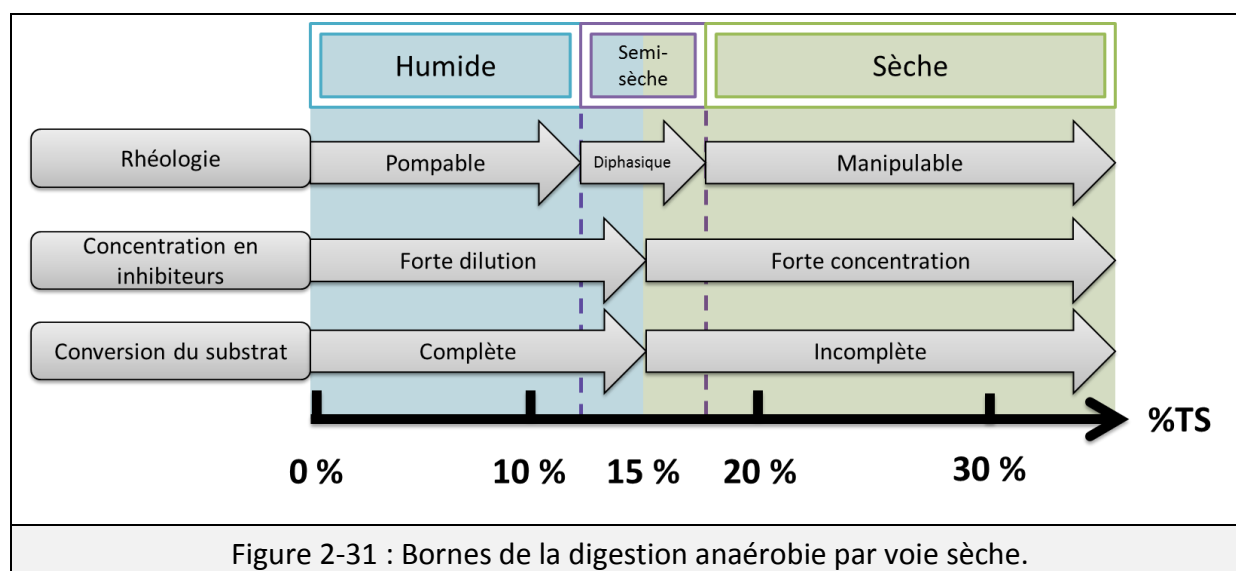 Humide
Semi-
sèche
Sèche
Rhéologie
Pompable
Diphasique
Manipulable
Concentration en
inhibiteurs
Forte dilution
Forte concentration
Conversion du substrat
Complète
Incomplète
%TS
0 % 10 % 15 % 20 % 30 %
Figure 2-31 : Bornes de la digestion anaérobie par voie sèche.